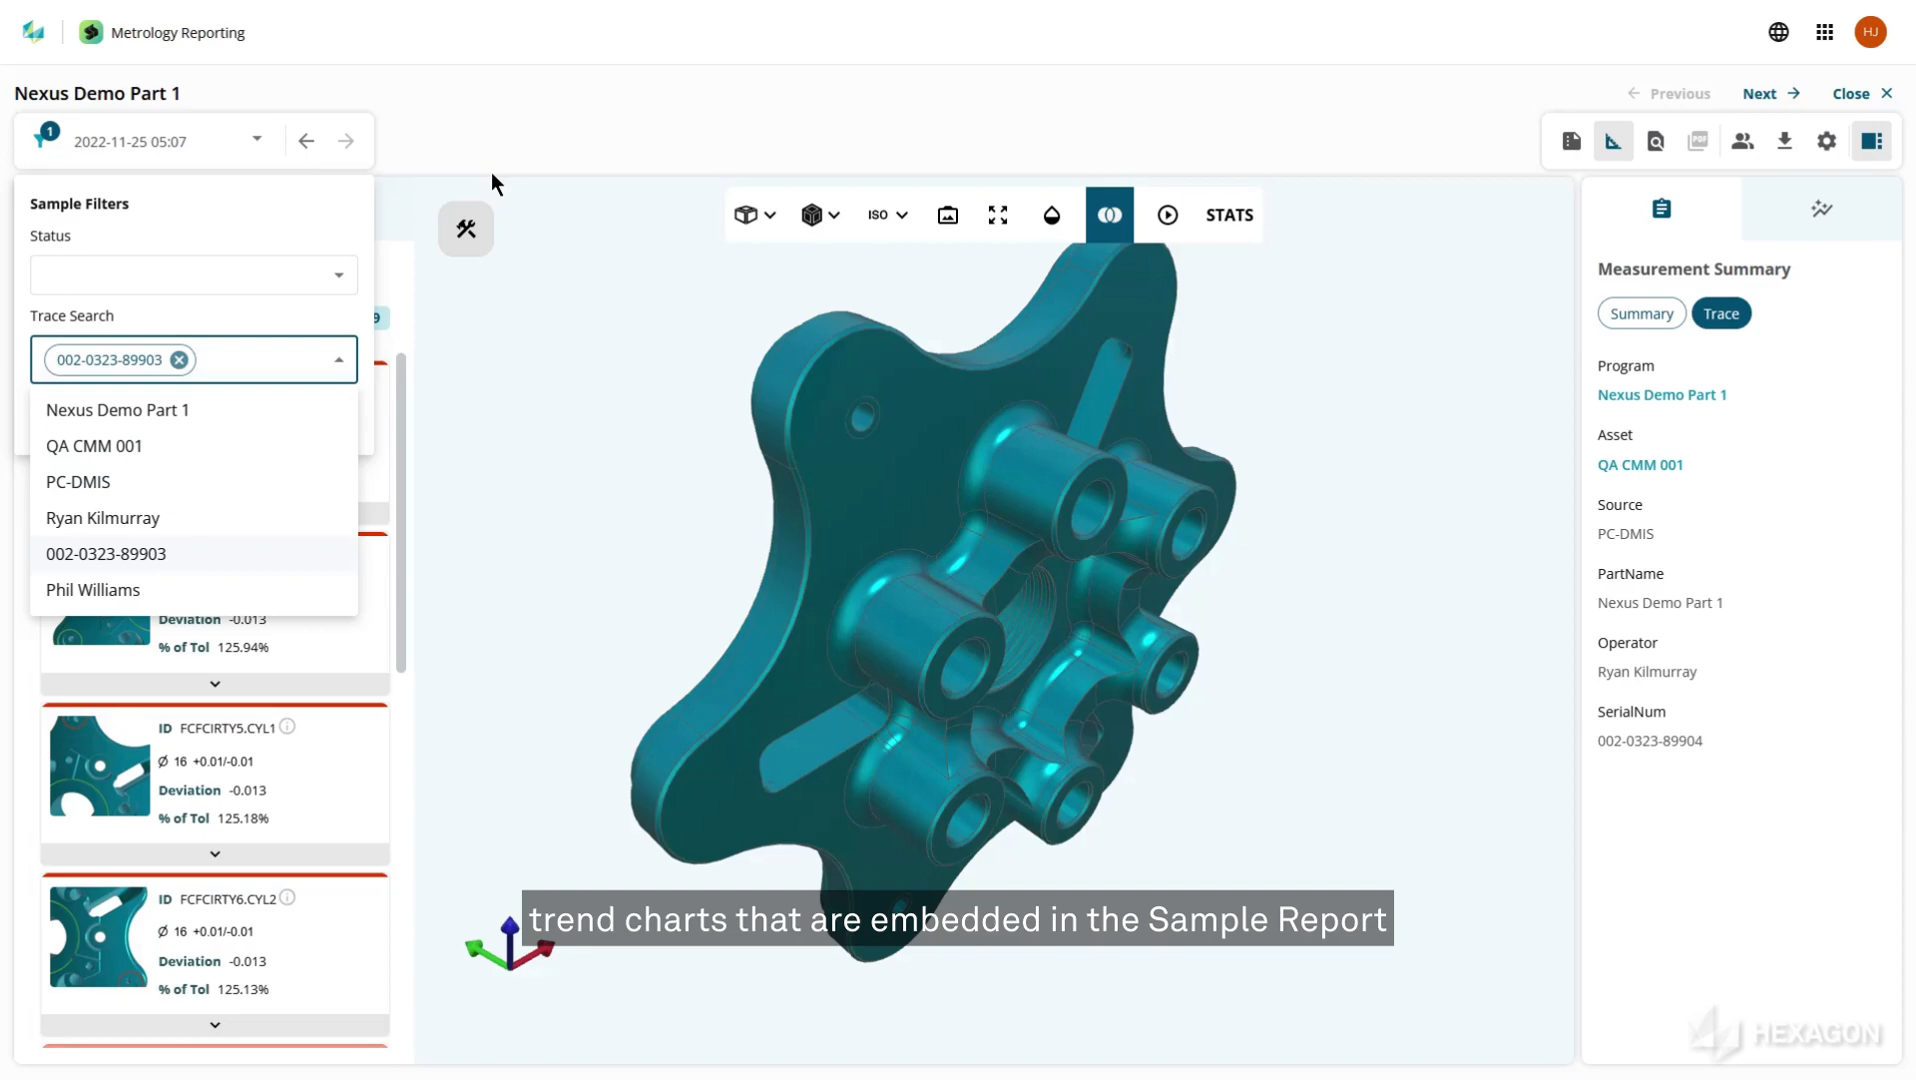 Metrology Reporting
HJ
Nexus Demo Part 1
Previous
Next
Close
1
2022-11-25 05:07
PDF
Sample Filters
Status
Trace Search
9
002-0323-89903
Nexus Demo Part 1
QA CMM 001
PC-DMIS
Ryan Kilmurray
002-0323-89903
Phil Williams
Deviation -0.013
% of Tol 125.94%
ID FCFCIRTY5.CYL1
Ø 16 +0.01/-0.01
Deviation -0.013
% of Tol 125.18%
ID FCFCIRTY6.CYL2
Ø 16 +0.01/-0.01
Deviation -0.013
% of Tol 125.13%
ISO
STATS
trend charts that are embedded in the Sample Report
Measurement Summary
Summary
Trace
Program
Nexus Demo Part 1
Asset
QA CMM 001
Source
PC-DMIS
PartName
Nexus Demo Part 1
Operator
Ryan Kilmurray
SerialNum
002-0323-89904
HEXAGON